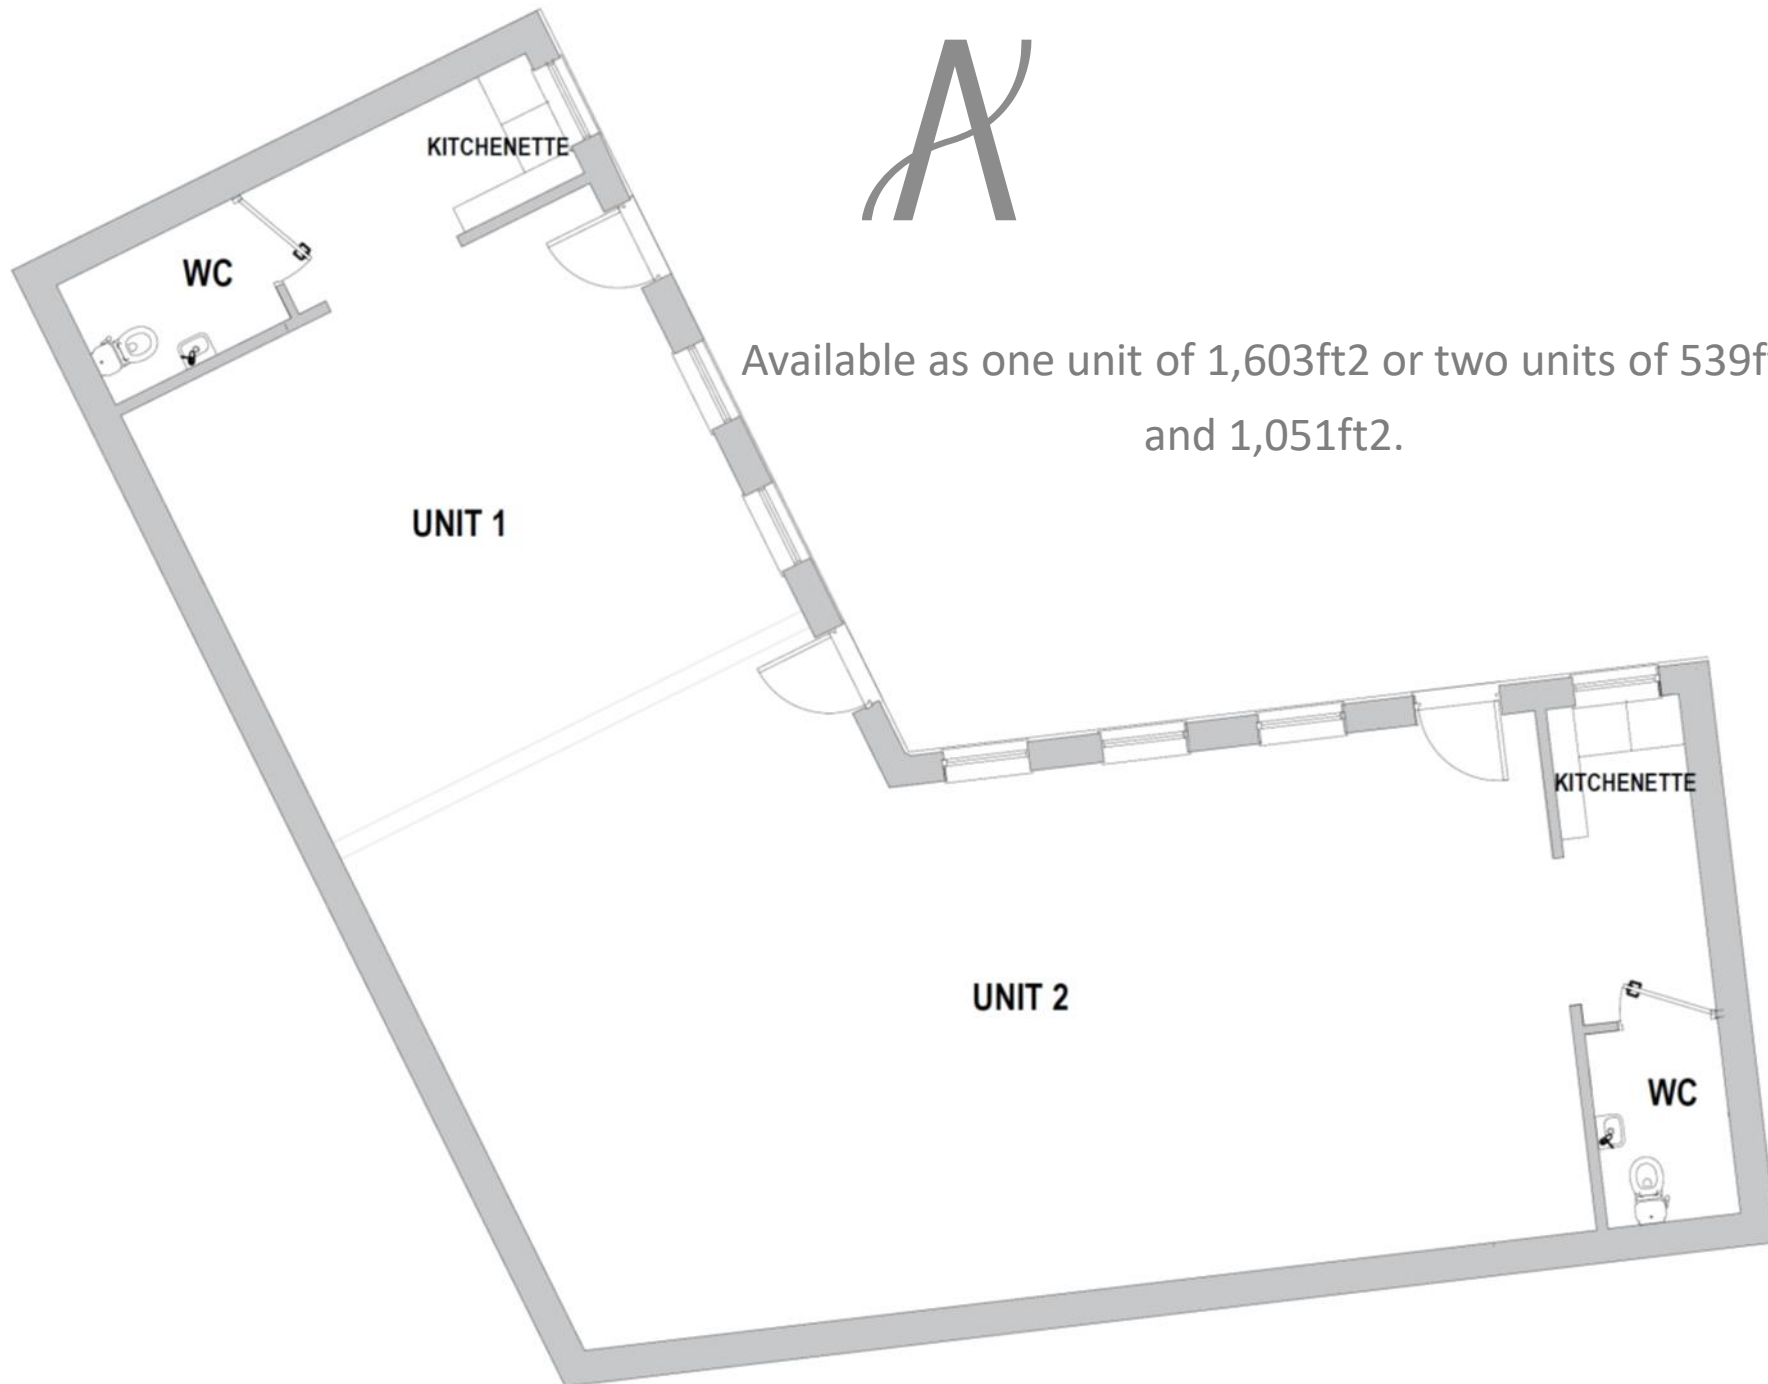 KITCHENETTE
WC
Available as one unit of 1,603ft2 or two units of 539f
and 1,051ft2.
UNIT 1
KITCHENETTE
UNIT 2
WC